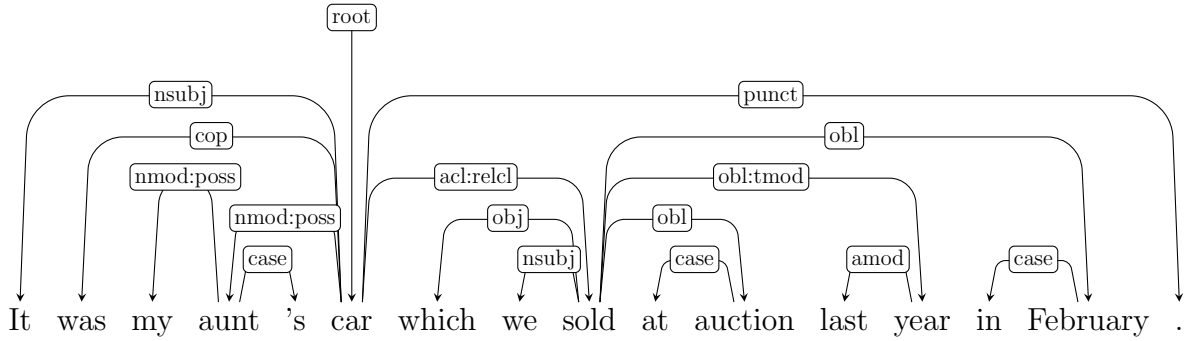 root
nsubj punct
cop obl
nmod:poss acl:relcl obl:tmod
nmod:poss obj obl
case nsubj case amod case
It was my aunt 's car which we sold at auction last year in February .